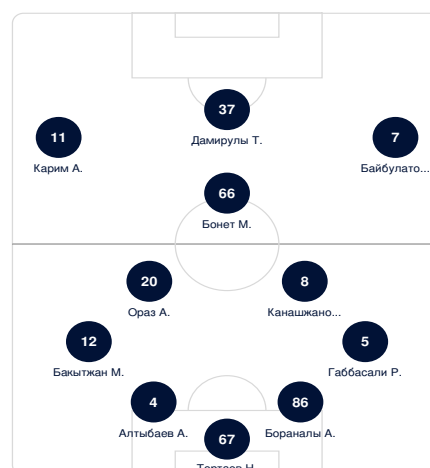 37
Дамирулы Т.
11
Карим А.
7
Байбулато...
66
Бонет М.
20
Ораз А.
8
Канашжано...
12
Бакытжан М.
5
Габбасали Р.
4
Алтыбаев А.
86
Бораналы А.
67